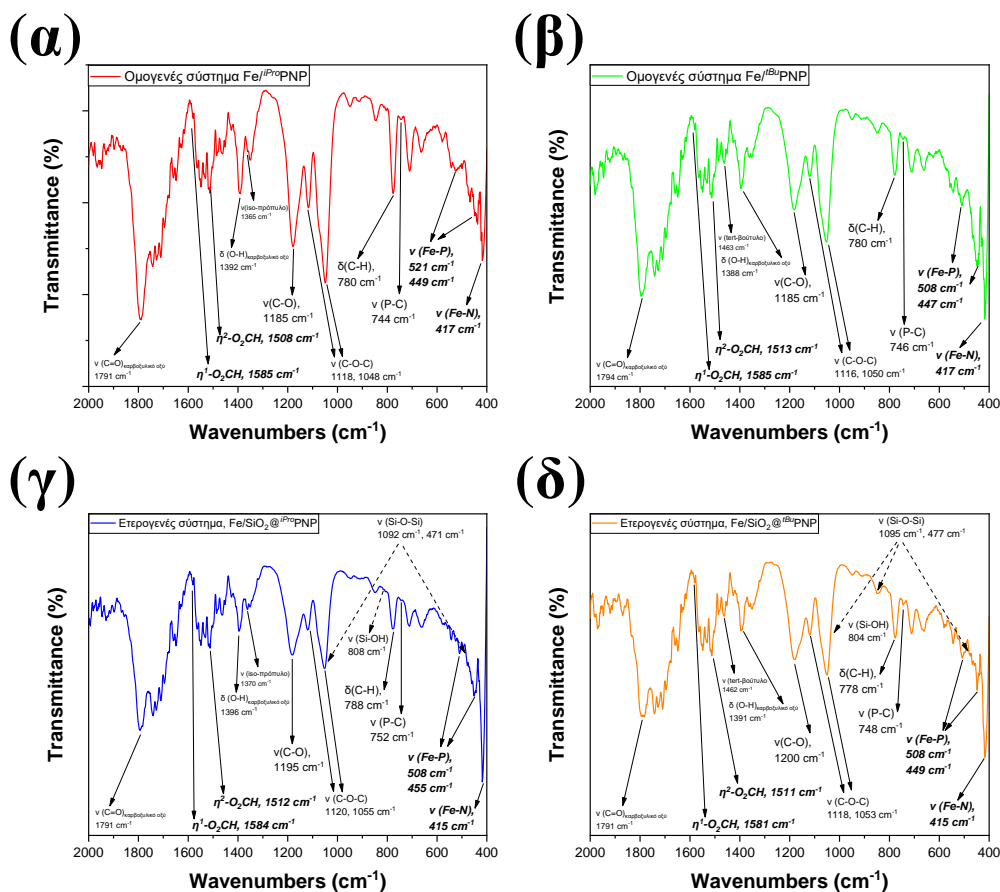 (α)
Ομογενές σύστημα Fe/iProPNP
Transmittance (%)
ν(iso-πρόπυλο)
1365 cm-1
δ (O-H)καρβοξυλικό οξύ
1392 cm-1
δ(C-H),
780 cm-1
ν (Fe-P),
521 cm-1
449 cm-1
ν(C-O),
1185 cm-1
ν (P-C)
744 cm-1
ν (Fe-N),
417 cm-1
η2-O2CH, 1508 cm-1
ν (C=O)καρβοξυλικό οξύ
1791 cm-1
η1-O2CH, 1585 cm-1
ν (C-O-C)
1118, 1048 cm-1
2000 1800 1600 1400 1200 1000 800 600 400
Wavenumbers (cm-1)
(β)
Ομογενές σύστημα Fe/tBuPNP
Transmittance (%)
ν (tert-βούτυλο)
1463 cm-1
δ (O-H)καρβοξυλικό οξύ
1388 cm-1
δ(C-H),
780 cm-1
ν(C-O),
1185 cm-1
ν (Fe-P),
508 cm-1
447 cm-1
ν (P-C)
746 cm-1
ν (Fe-N),
417 cm-1
η2-O2CH, 1513 cm-1
ν (C=O)καρβοξυλικό οξύ
1794 cm-1
η1-O2CH, 1585 cm-1
ν (C-O-C)
1116, 1050 cm-1
2000 1800 1600 1400 1200 1000 800 600 400
Wavenumbers (cm-1)
(γ)
Ετερογενές σύστημα, Fe/SiO2@iProPNP
Transmittance (%)
ν (Si-O-Si)
1092 cm-1, 471 cm-1
ν (Si-OH)
808 cm-1
ν (iso-πρόπυλο)
1370 cm-1
δ (O-H)καρβοξυλικό οξύ
1396 cm-1
δ(C-H),
788 cm-1
ν (P-C)
752 cm-1
ν(C-O),
1195 cm-1
ν (Fe-P),
508 cm-1
455 cm-1
η2-O2CH, 1512 cm-1
ν (C-O-C)
1120, 1055 cm-1
ν (Fe-N),
415 cm-1
ν (C=O)καρβοξυλικό οξύ
1791 cm-1
η1-O2CH, 1584 cm-1
2000 1800 1600 1400 1200 1000 800 600 400
Wavenumbers (cm-1)
(δ)
Ετερογενές σύστημα, Fe/SiO2@tBuPNP
Transmittance (%)
ν (Si-O-Si)
1095 cm-1, 477 cm-1
ν (Si-OH)
804 cm-1
ν (tert-βούτυλο)
1462 cm-1
δ (O-H)καρβοξυλικό οξύ
1391 cm-1
δ(C-H),
778 cm-1
ν (P-C)
748 cm-1
ν(C-O),
1200 cm-1
ν (Fe-P),
508 cm-1
449 cm-1
η2-O2CH, 1511 cm-1
ν (C-O-C)
1118, 1053 cm-1
ν (Fe-N),
415 cm-1
ν (C=O)καρβοξυλικό οξύ
1791 cm-1
η1-O2CH, 1581 cm-1
2000 1800 1600 1400 1200 1000 800 600 400
Wavenumbers (cm-1)